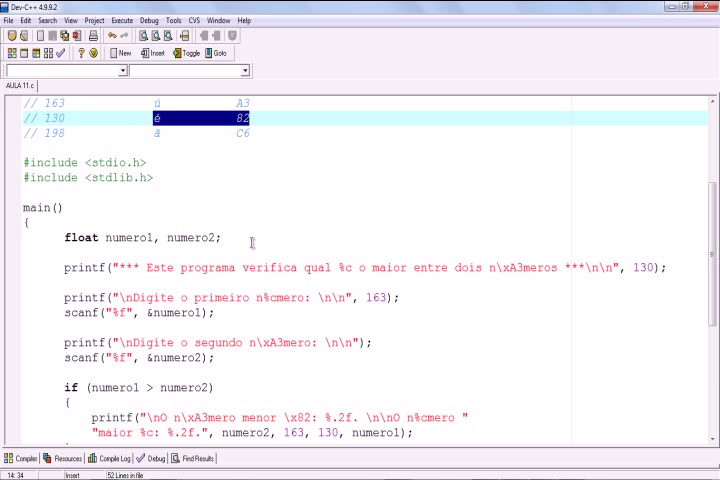 Dev-C++ 4.9.9.2
File Edit Search View Project Execute Debug Tools CVS Window Help
New Insert Toggle Goto
AULA 11.c
// 163 ú A3
// 130 é 82
// 198 ã C6
#include <stdio.h>
#include <stdlib.h>
main()
{
float numero1, numero2;
printf("*** Este programa verifica qual %c o maior entre dois n\xA3meros ***\n\n", 130);
printf("\nDigite o primeiro n%cmero: \n\n", 163);
scanf("%f", &numero1);
printf("\nDigite o segundo n\xA3mero: \n\n");
scanf("%f", &numero2);
if (numero1 > numero2)
{
printf("\nO n\xA3mero menor \x82: %.2f. \n\nO n%cmero "
"maior %c: %.2f.", numero2, 163, 130, numero1);
Compiler Resources Compile Log Debug Find Results
14: 34 Insert 52 Lines in file